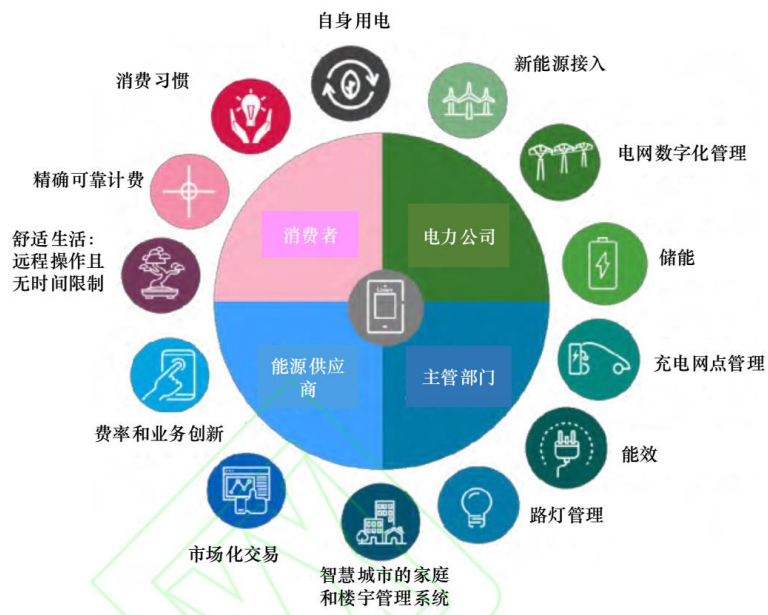 自身用电
消费习惯
新能源接入
电网数字化管理
精确可靠计费
消费者
电力公司
舒适生活：
远程操作且
无时间限制
储能
能源供应
商
主管部门
充电网点管理
费率和业务创新
能效
路灯管理
市场化交易
智慧城市的家庭
和楼宇管理系统